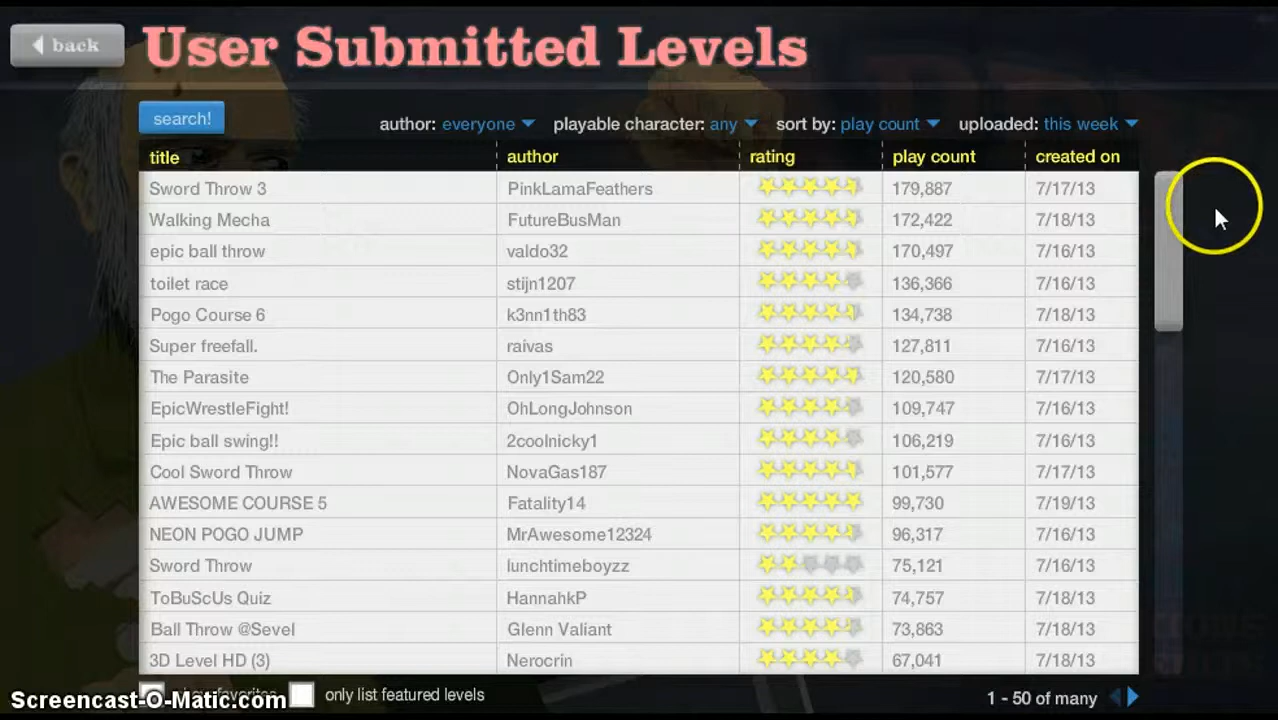 back
User Submitted Levels
search!
author: everyone playable character: any sort by: play count uploaded: this week
title author rating play count created on
Sword Throw 3 PinkLamaFeathers 179,887 7/17/13
Walking Mecha FutureBusMan 172,422 7/18/13
epic ball throw valdo32 170,497 7/16/13
toilet race stijn1207 136,366 7/16/13
Pogo Course 6 k3nn1th83 134,738 7/18/13
Super freefall. raívas 127,811 7/16/13
The Parasite Only1Sam22 120,580 7/17/13
EpicWrestleFight! OhLongJohnson 109,747 7/16/13
Epic ball swing!! 2coolnicky1 106,219 7/16/13
Cool Sword Throw NovaGas187 101,577 7/17/13
AWESOME COURSE 5 Fatality14 99,730 7/19/13
NEON POGO JUMP MrAwesome12324 96,317 7/16/13
Sword Throw lunchtimeboyzz 75,121 7/16/13
ToBuScUs Quiz HannahkP 74,757 7/18/13
Ball Throw @Sevel Glenn Valiant 73,863 7/18/13
3D Level HD (3) Nerocrin 67,041 7/18/13
only list featured levels 1 - 50 of many
Screencast-O-Matic.com